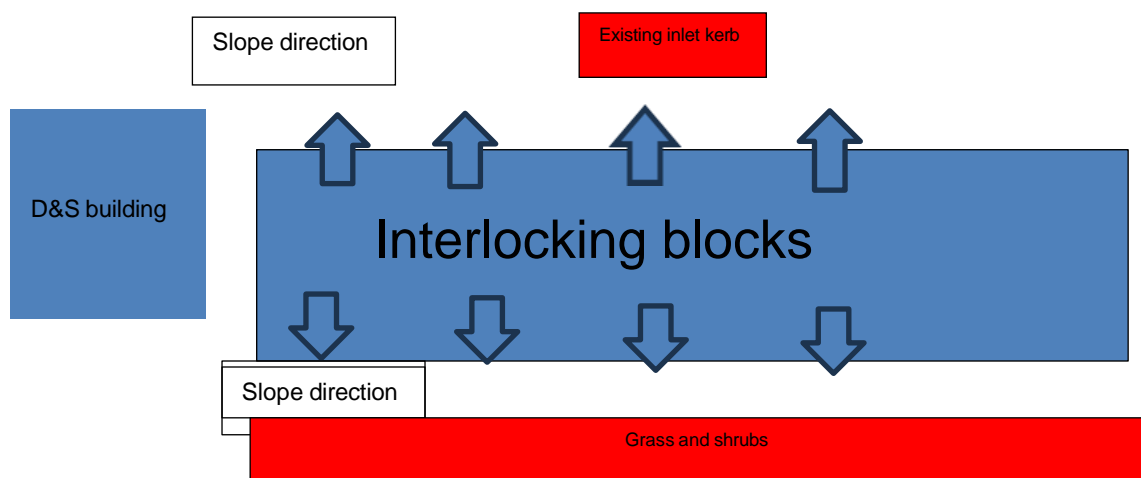 Slope direction
Existing inlet kerb
D&S building
Interlocking blocks
Slope direction
Grass and shrubs